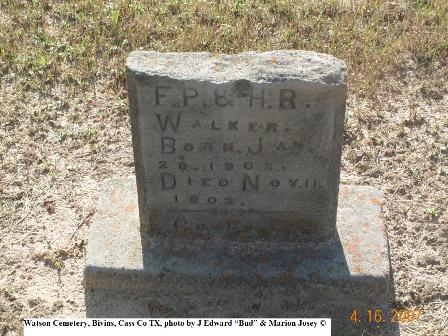 F.P. & H.R.
WALKER.
BORN JAN.
28. 1902.
DIED NOV.11.
1902.
4.16.2007
Watson Cemetery, Bivins, Cass Co TX, photo by J Edward “Bud” & Marion Josey ©